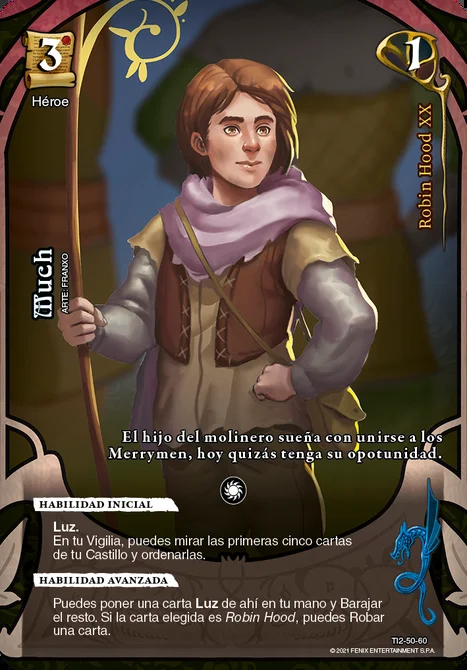 3
1
Héroe
Robin Hood XX
Much
ARTE: FRANXO
El hijo del molinero sueña con unirse a los
Merrymen, hoy quizás tenga su opotunidad.
HABILIDAD INICIAL
Luz.
En tu Vigilia, puedes mirar las primeras cinco cartas
de tu Castillo y ordenarlas.
HABILIDAD AVANZADA
Puedes poner una carta Luz de ahí en tu mano y Barajar
el resto. Si la carta elegida es Robin Hood, puedes Robar
una carta.
TI2-50-60
©2021 FENIX ENTERTAINMENT S.P.A.